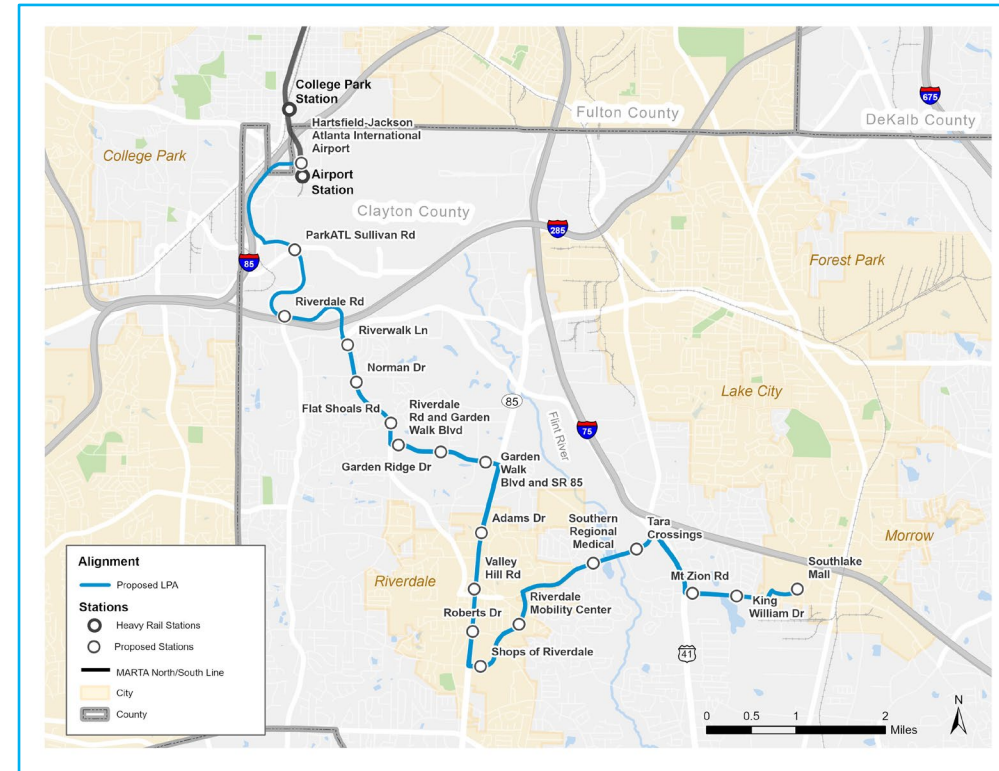 College Park
Station
Hartsfield-Jackson
Atlanta International
Airport
Airport
Station
College Park
Fulton County
DeKalb County
675
Clayton County
285
ParkATL Sullivan Rd
85
Forest Park
Riverdale Rd
Riverwalk Ln
Norman Dr
Lake City
Flat Shoals Rd
Riverdale
Rd and Garden
Walk Blvd
85
Flint River
75
Garden Ridge Dr
Garden
Walk
Blvd and SR 85
Adams Dr
Southern
Regional
Medical
Tara
Crossings
Morrow
Southlake
Mall
Valley
Hill Rd
Riverdale
Mt Zion Rd
King
William Dr
Riverdale
Mobility Center
Roberts Dr
Shops of Riverdale
41
Alignment
Proposed LPA
Stations
Heavy Rail Stations
Proposed Stations
MARTA North/South Line
City
County
N
0 0.5 1 2
Miles